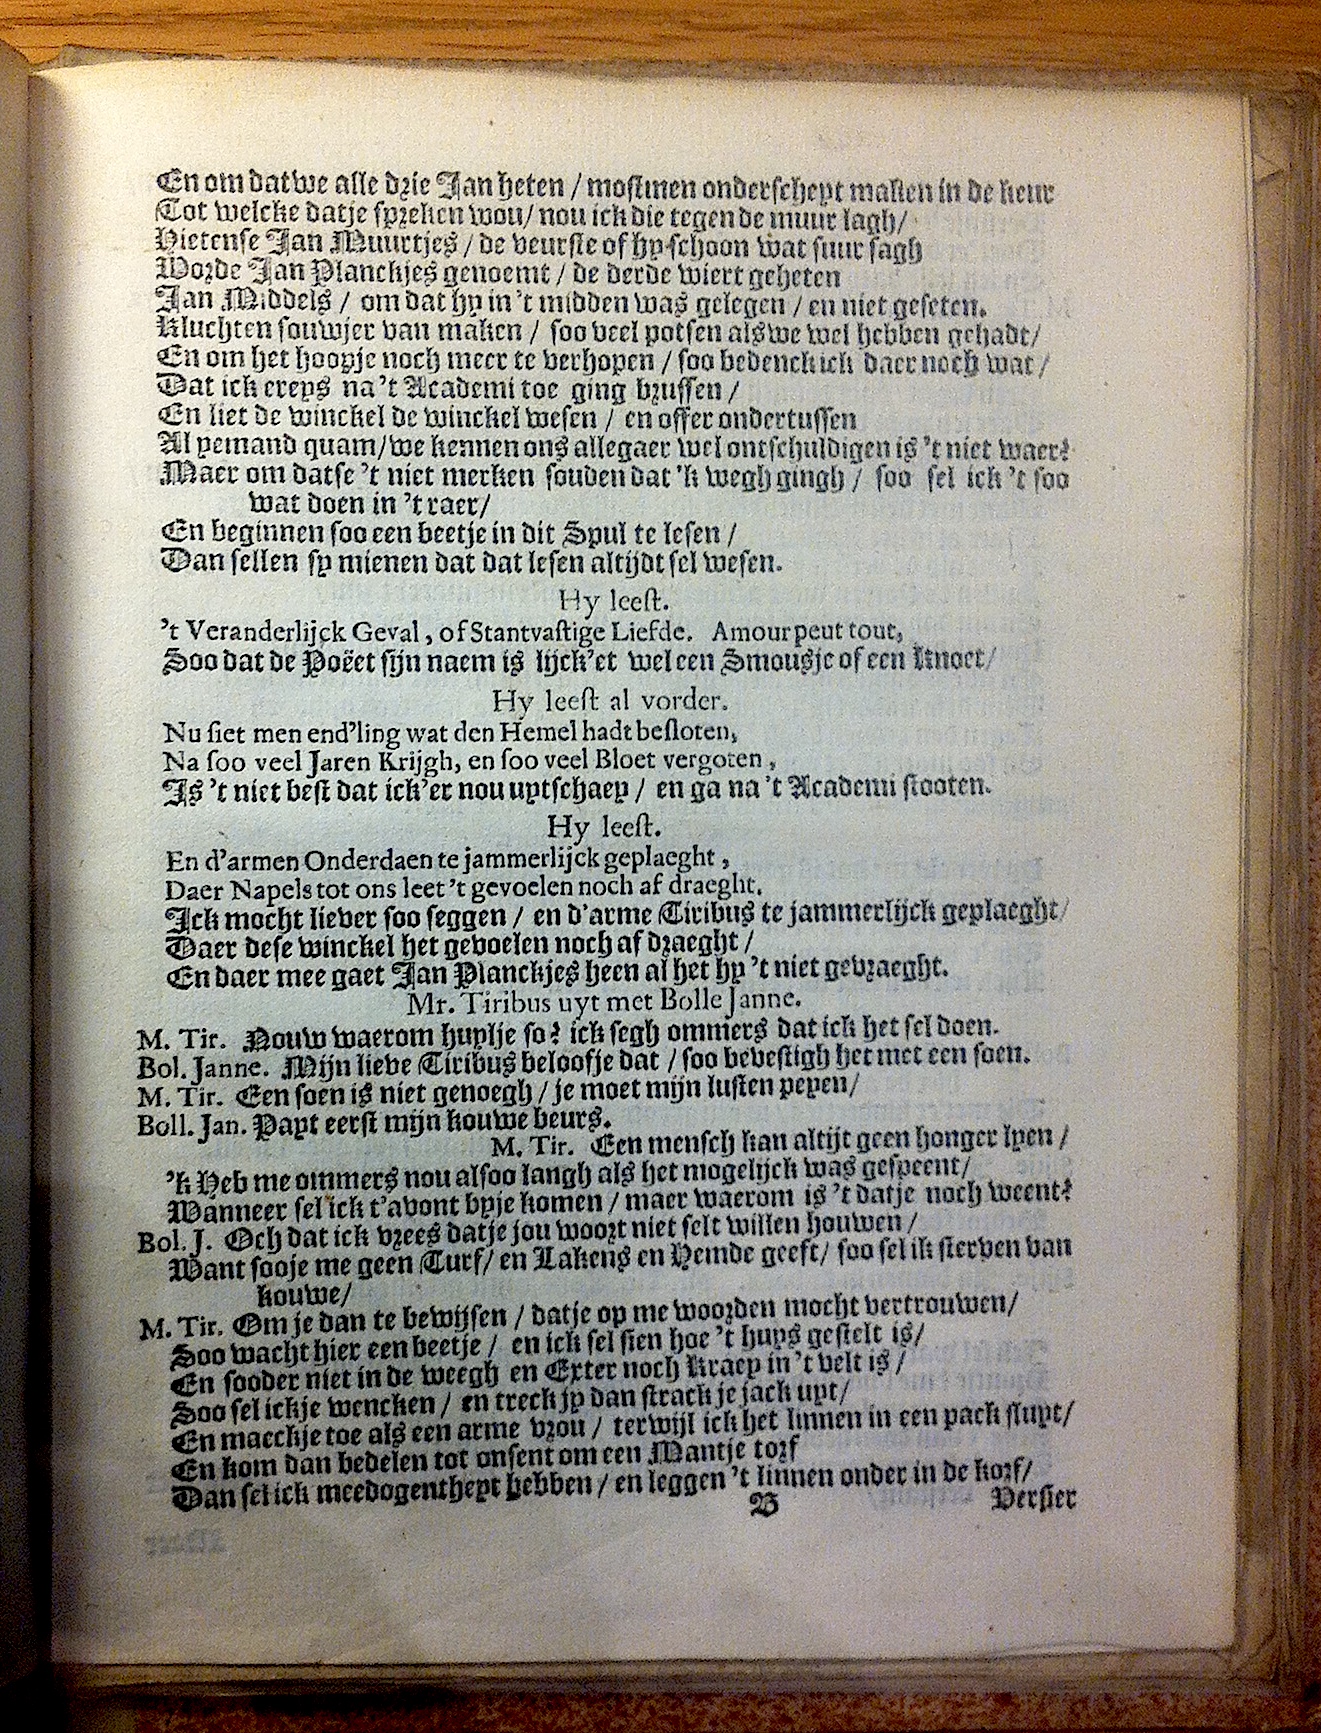 En om datwe alle drie Jan heten / mostmen onderscheyt maken in de keur
Tot welcke datje spreken wou / nou ick die tegen de muur lagh /
Hietense Jan Muurtjes / de veurste of hy schoon wat suur sagh
Worde Jan Planckjes genoemt / de derde wiert geheten
Jan Middels / om dat hy in 't midden was gelegen / en niet geseten.
Kluchten souwjer van maken / soo veel potsen alswe wel hebben gehadt /
En om het hoopje noch meer te verhopen / soo bedenck ick daer noch wat /
Dat ick ereys na 't Academi toe ging brussen /
En liet de winckel de winckel wesen / en offer ondertussen
Al yemand quam / we kennen ons allegaer wel ontschuldigen is 't niet waer?
Maer om datse 't niet merken souden dat 'k wegh gingh / soo sel ick 't soo
wat doen in 't raer /
En beginnen soo een beetje in dit Spul te lesen /
Dan sellen sy mienen dat dat lesen altijdt sel wesen.
Hy leest.
't Veranderlijck Geval, of Stantvastige Liefde. Amour peut tout,
Soo dat de Poëet sijn naem is lijck'et wel een Smousje of een Knoet /
Hy leest al vorder.
Nu siet men end'ling wat den Hemel hadt besloten,
Na soo veel Jaren Krijgh, en soo veel Bloet vergoten,
Is 't niet best dat ick'er nou uytschaey / en ga na 't Academi stooten.
Hy leest.
En d'armen Onderdaen te jammerlijck geplaeght,
Daer Napels tot ons leet 't gevoelen noch af draeght.
Ick mocht liever soo seggen / en d'arme Tiribus te jammerlijck geplaeght /
Daer dese winckel het gevoelen noch af draeght /
En daer mee gaet Jan Planckjes heen al het hy 't niet gevraeght.
Mr. Tiribus uyt met Bolle Janne.
M. Tir. Nouw waerom huylje so? ick segh ommers dat ick het sel doen.
Bol. Janne. Mijn lieve Tiribus beloofje dat / soo bevestigh het met een soen.
M. Tir. Een soen is niet genoegh / je moet mijn lusten peyen /
Boll. Jan. Payt eerst mijn kouwe beurs.
M. Tir. Een mensch kan altijt geen honger lyen /
'k Heb me ommers nou alsoo langh als het mogelijck was gespeent /
Wanneer sel ick t'avont byje komen / maer waerom is 't datje noch weent?
Bol. J. Och dat ick vrees datje jou woort niet selt willen houwen /
Want sooje me geen Turf / en Lakens en Hemde geeft / soo sel ik sterven van
kouwe /
M. Tir. Om je dan te bewijsen / datje op me woorden mocht vertrouwen /
Soo wacht hier een beetje / en ick sel sien hoe 't huys gestelt is /
En sooder niet in de weegh en Exter noch Kraey in 't velt is /
Soo sel ickje wencken / en treck jy dan strack je jack uyt /
En maeckje toe als een arme vrou / terwijl ick het linnen in een pack sluyt /
En kom dan bedelen tot onsent om een Mantje torf
Dan sel ick meedogentheyt hebben / en leggen 't linnen onder in de korf /
B Versier